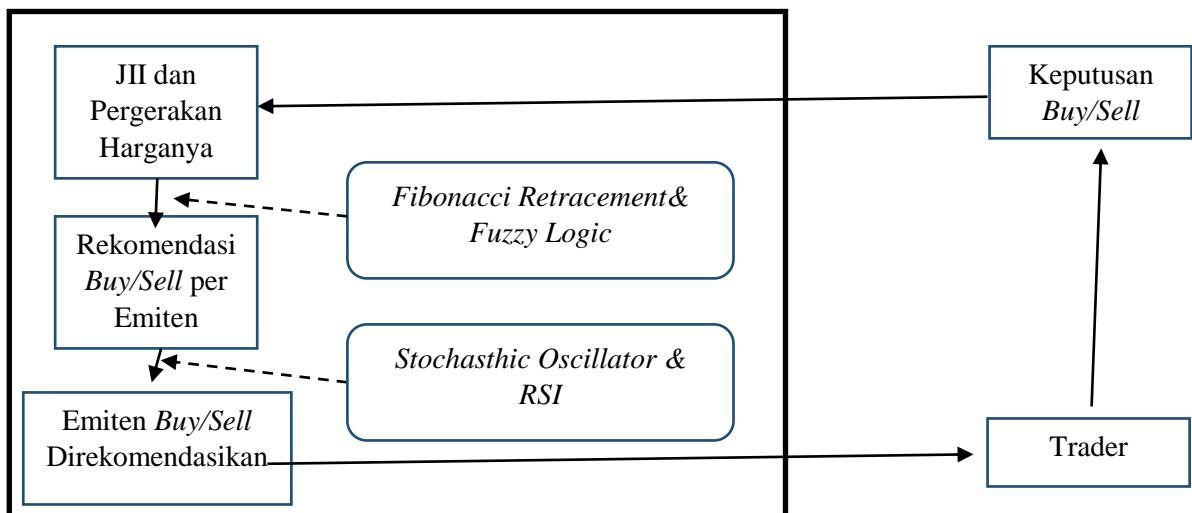 JII dan
Pergerakan
Harganya
Keputusan
Buy/Sell
Fibonacci Retracement&
Fuzzy Logic
Rekomendasi
Buy/Sell per
Emiten
Stochasthic Oscillator &
RSI
Emiten Buy/Sell
Direkomendasikan
Trader